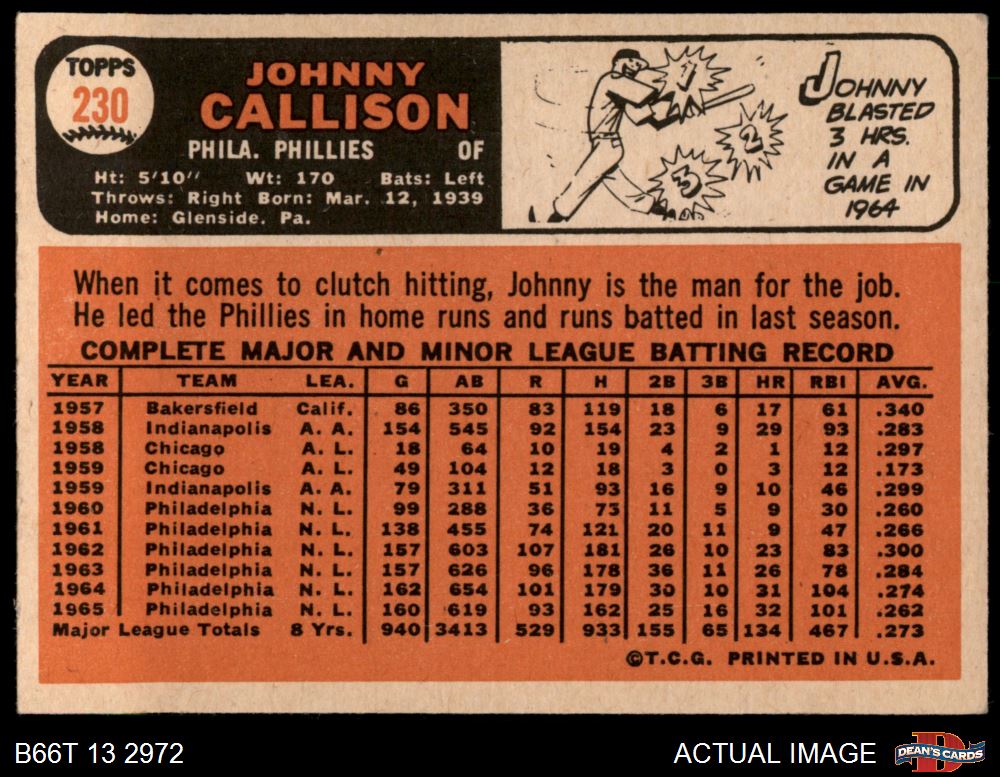 TOPPS
230
JOHNNY
CALLISON
PHILA. PHILLIES OF
Ht: 5'10" Wt: 170 Bats: Left
Throws: Right Born: Mar. 12, 1939
Home: Glenside. Pa.
1
2
3
JOHNNY
BLASTED
3 HRS.
IN A
GAME IN
1964
When it comes to clutch hitting, Johnny is the man for the job.
He led the Phillies in home runs and runs batted in last season.
COMPLETE MAJOR AND MINOR LEAGUE BATTING RECORD
YEAR TEAM LEA. G AB R H 2B 3B HR RBI AVG.
1957 Bakersfield Calif. 86 350 83 119 18 6 17 61 .340
1958 Indianapolis A. A. 154 545 92 154 23 9 29 93 .283
1958 Chicago A. L. 18 64 10 19 4 2 1 12 .297
1959 Chicago A. L. 49 104 12 18 3 0 3 12 .173
1959 Indianapolis A. A. 79 311 51 93 16 9 10 46 .299
1960 Philadelphia N. L. 99 288 36 73 11 5 9 30 .260
1961 Philadelphia N. L. 138 455 74 121 20 11 9 47 .266
1962 Philadelphia N. L. 157 603 107 181 26 10 23 83 .300
1963 Philadelphia N. L. 157 626 96 178 36 11 26 78 .284
1964 Philadelphia N. L. 162 654 101 179 30 10 31 104 .274
1965 Philadelphia N. L. 160 619 93 162 25 16 32 101 .262
Major League Totals 8 Yrs. 940 3413 529 933 155 65 134 467 .273
©T.C.G. PRINTED IN U.S.A.
B66T 13 2972 ACTUAL IMAGE DEAN'S CARDS